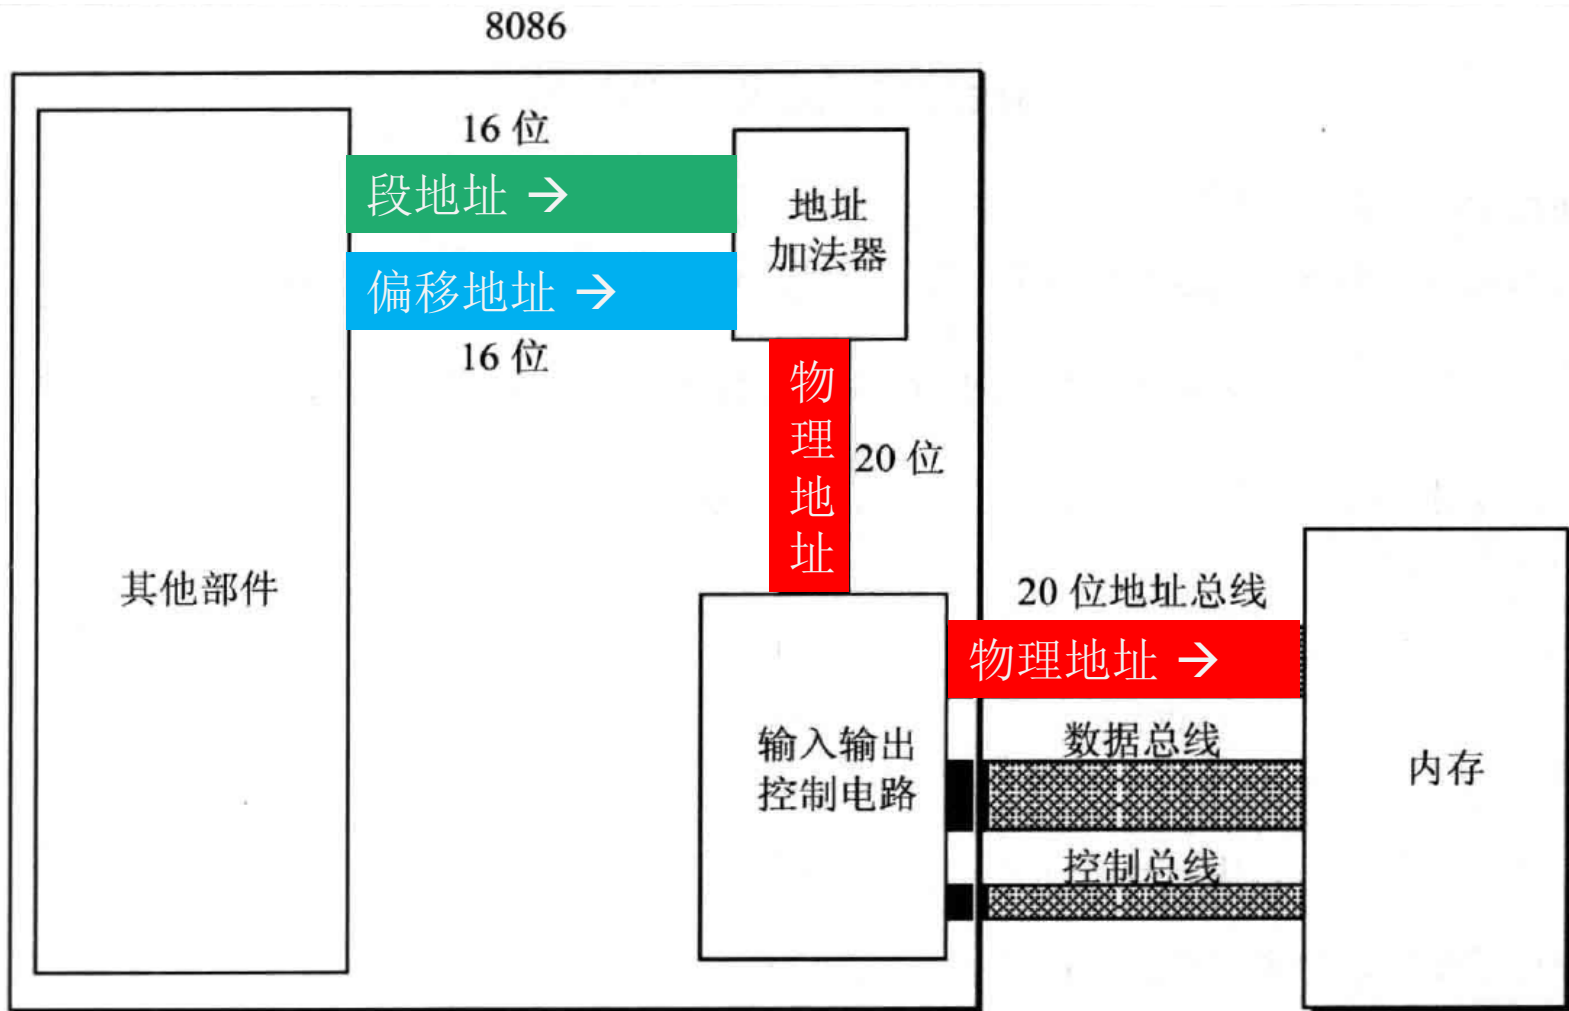 8086
16 位
段地址 →
地址
加法器
偏移地址 →
16 位
物
理
地
址
20 位
其他部件
20 位地址总线
物理地址 →
数据总线
输入输出
控制电路
内存
控制总线